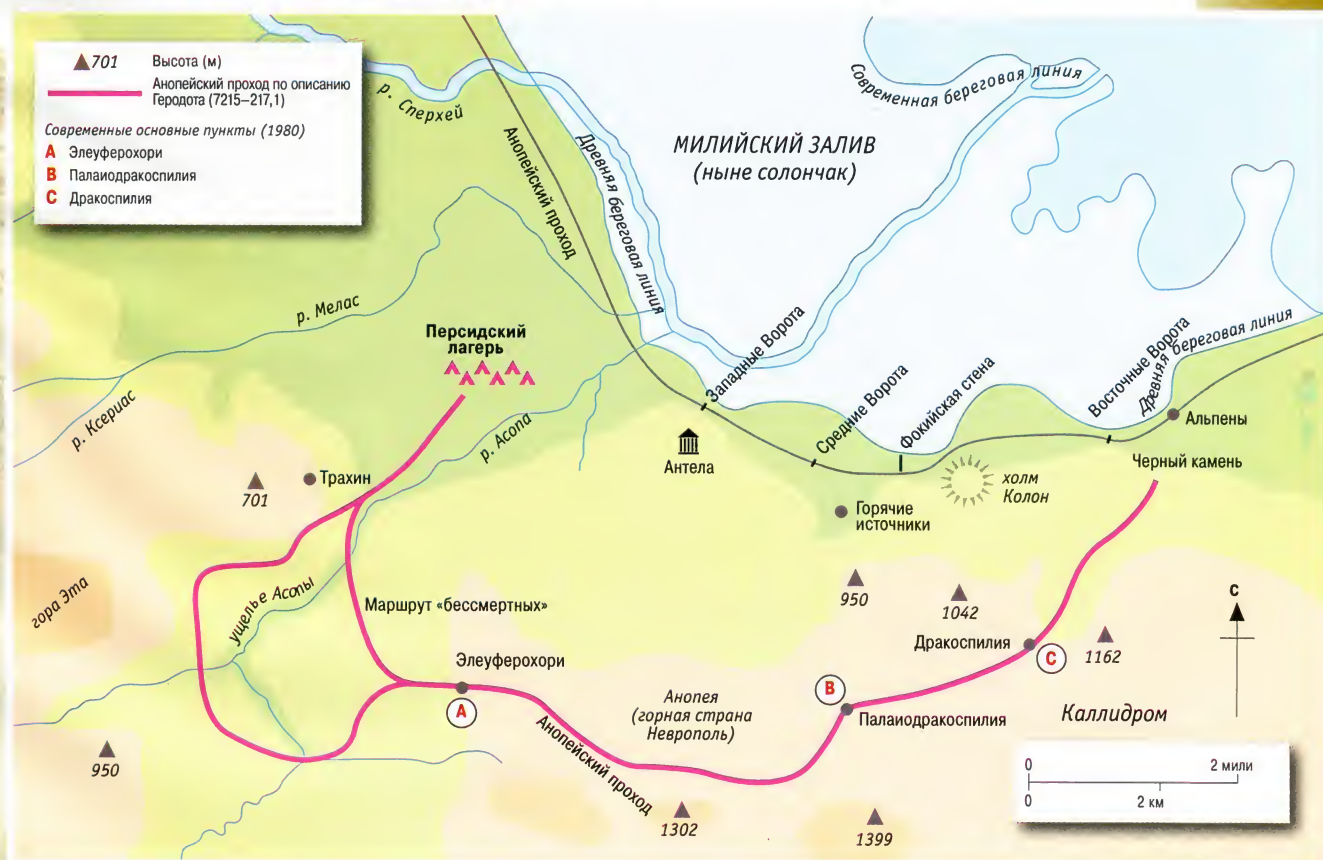 701 Высота (м)
Анопейский проход по описанию
Геродота (7215–217,1)
Современные основные пункты (1980)
A Элеуферохори
B Палаиодракоспилия
C Дракоспилия
р. Сперхей
Анопейский проход
Древняя береговая линия
Современная береговая линия
МИЛИЙСКИЙ ЗАЛИВ
(ныне солончак)
р. Мелас
Персидский
лагерь
р. Ксериас
р. Асопа
Западные Ворота
Средние Ворота
Фокийская стена
Восточные Ворота
Древняя береговая линия
Альпены
Антела
Черный камень
Трахин
701
холм
Колон
Горячие
источники
гора Эта
ущелье Асопы
Маршрут «бессмертных»
950
1042
Дракоспилия
C
1162
С
Элеуферохори
A
B
Палаиодракоспилия
Анопея
(горная страна
Неврополь)
Каллидром
Анопейский проход
950
1302
1399
0 2 мили
0 2 км